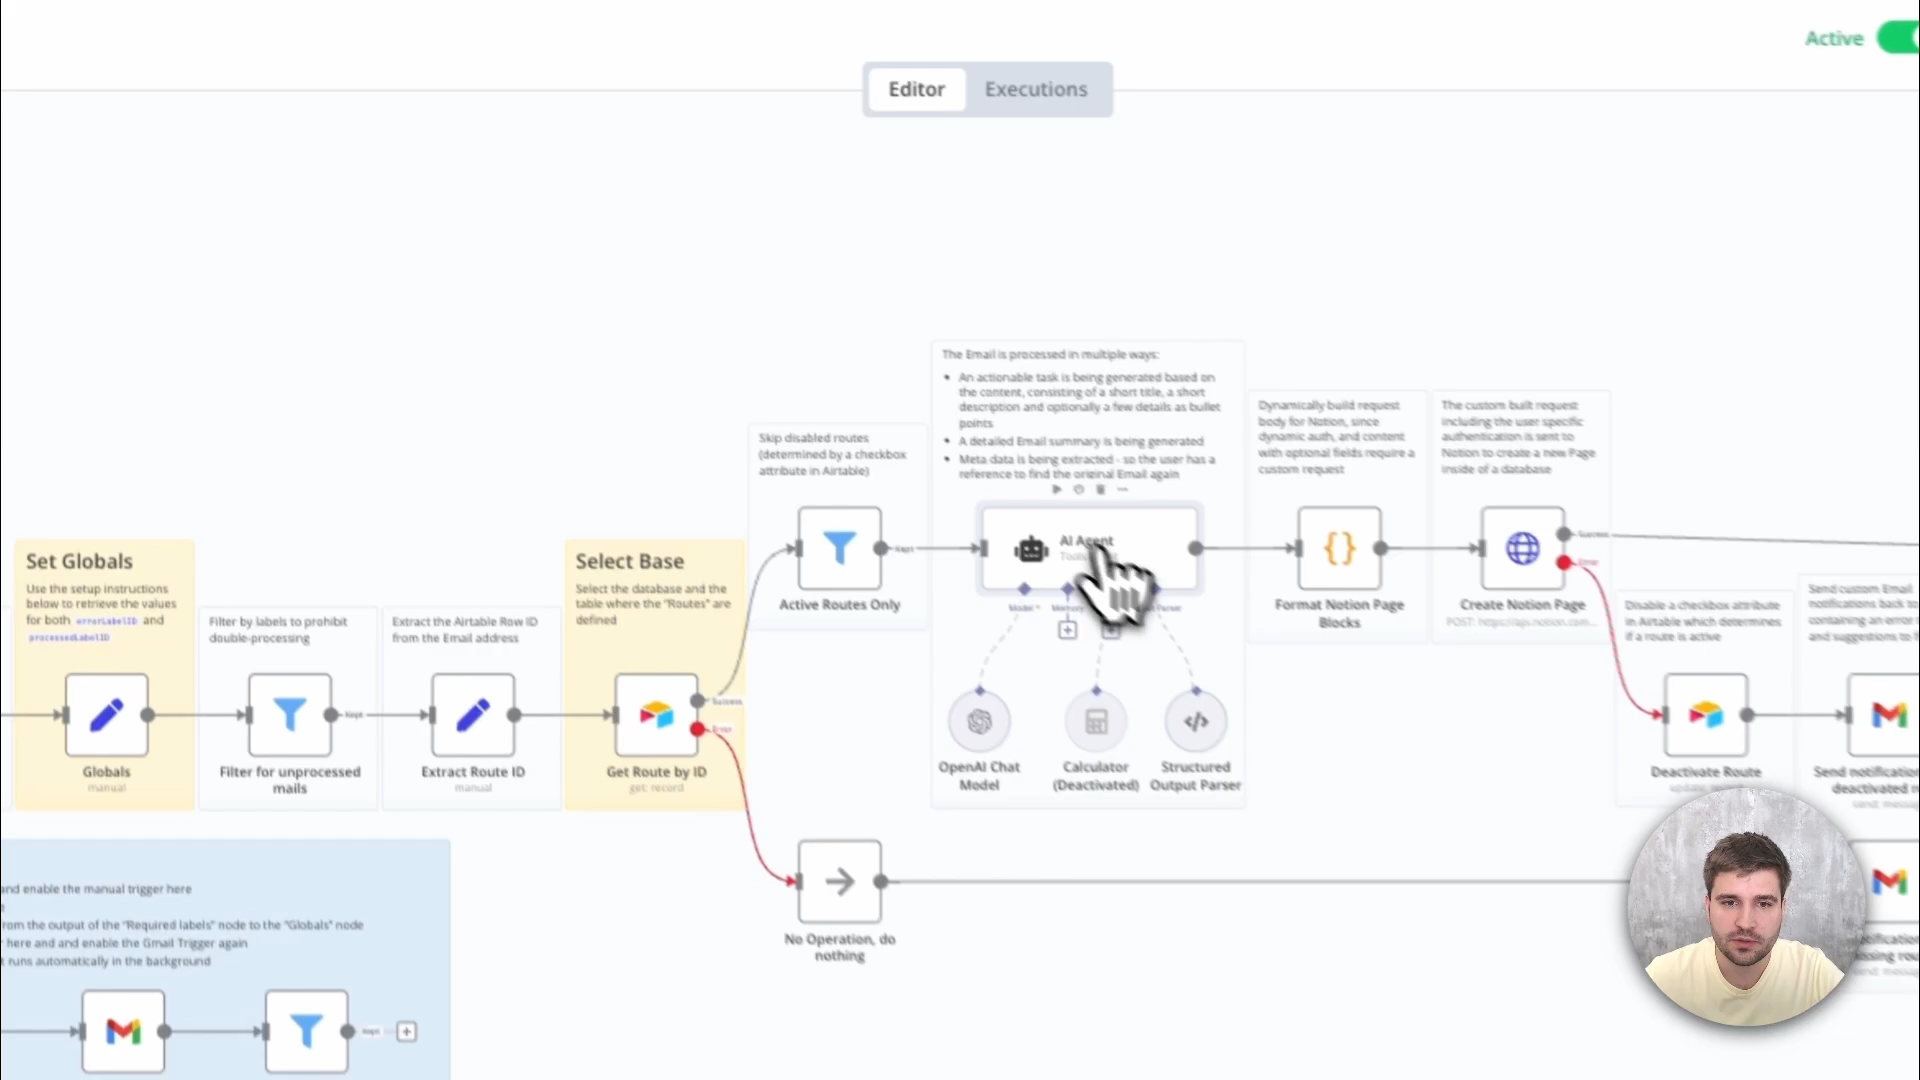 Active
Editor
Executions
The Email is processed in multiple ways:
• An actionable task is being generated based on
the content, consisting of a short title, a short
description and optionally a few details as bullet
points
• A detailed Email summary is being generated
• Meta data is being extracted - so the user has a
reference to find the original Email again
Dynamically build request
body for Notion, since
dynamic auth, and content
with optional fields require a
custom request
The custom built request
including the user specific
authentication is sent to
Notion to create a new Page
inside of a database
Skip disabled routes
(determined by a checkbox
attribute in Airtable)
Set Globals
Use the setup instructions
below to retrieve the values
for both errorLabelID and
processedLabelID
Filter by labels to prohibit
double-processing
Extract the Airtable Row ID
from the Email address
Select Base
Select the database and the
table where the "Routes" are
defined
Kept
AI Agent
Success
Error
Active Routes Only
Model *
Memory
Parser
Format Notion Page
Blocks
Create Notion Page
POST: https://api.notion.com...
Disable a checkbox attribute
in Airtable which determines
if a route is active
Send custom Email
notifications back to
containing an error
and suggestions to
Kept
Success
Error
Globals
manual
Filter for unprocessed
mails
Extract Route ID
manual
Get Route by ID
get: record
OpenAI Chat
Model
Calculator
(Deactivated)
Structured
Output Parser
Deactivate Route
Send notification
deactivated
and enable the manual trigger here
rom the output of the "Required labels" node to the "Globals" node
here and and enable the Gmail Trigger again
runs automatically in the background
Kept
No Operation, do
nothing